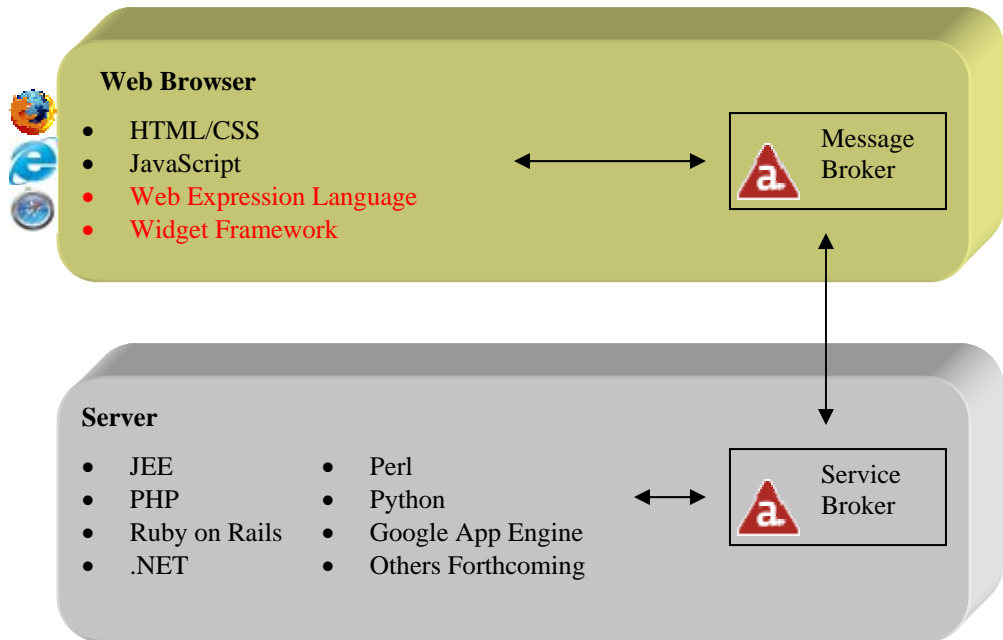 Web Browser
• HTML/CSS
• JavaScript
• Web Expression Language
• Widget Framework
a
Message
Broker
Server
• JEE
• PHP
• Ruby on Rails
• .NET
• Perl
• Python
• Google App Engine
• Others Forthcoming
a
Service
Broker